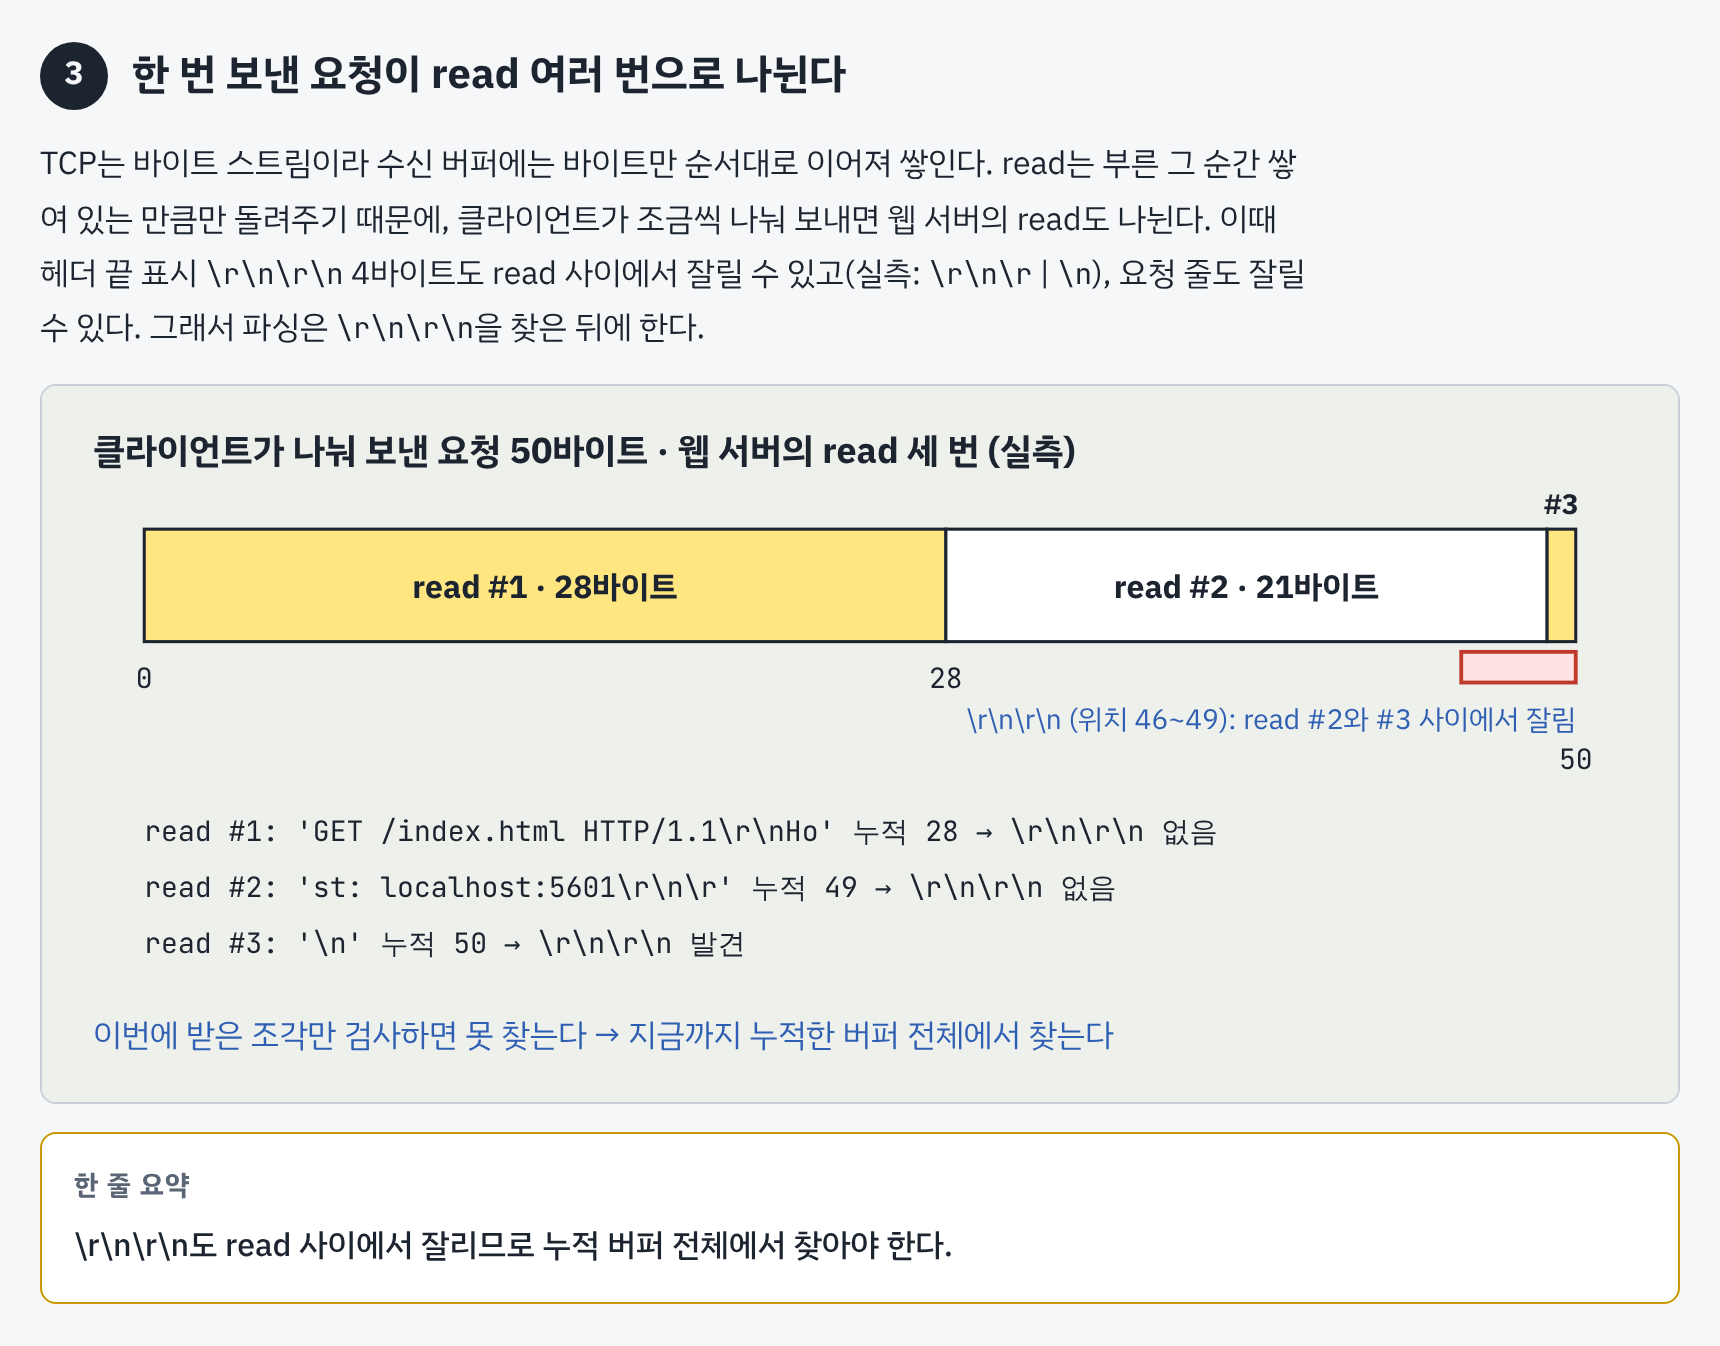 3 한 번 보낸 요청이 read 여러 번으로 나뉜다
TCP는 바이트 스트림이라 수신 버퍼에는 바이트만 순서대로 이어져 쌓인다. read는 부른 그 순간 쌓
여 있는 만큼만 돌려주기 때문에, 클라이언트가 조금씩 나눠 보내면 웹 서버의 read도 나뉜다. 이때
헤더 끝 표시 \r\n\r\n 4바이트도 read 사이에서 잘릴 수 있고(실측: \r\n\r | \n), 요청 줄도 잘릴
수 있다. 그래서 파싱은 \r\n\r\n을 찾은 뒤에 한다.
클라이언트가 나눠 보낸 요청 50바이트 · 웹 서버의 read 세 번 (실측)
#3
read #1 · 28바이트 read #2 · 21바이트
0 28
\r\n\r\n (위치 46~49): read #2와 #3 사이에서 잘림
50
read #1: 'GET /index.html HTTP/1.1\r\nHo' 누적 28 → \r\n\r\n 없음
read #2: 'st: localhost:5601\r\n\r' 누적 49 → \r\n\r\n 없음
read #3: '\n' 누적 50 → \r\n\r\n 발견
이번에 받은 조각만 검사하면 못 찾는다 → 지금까지 누적한 버퍼 전체에서 찾는다
한 줄 요약
\r\n\r\n도 read 사이에서 잘리므로 누적 버퍼 전체에서 찾아야 한다.